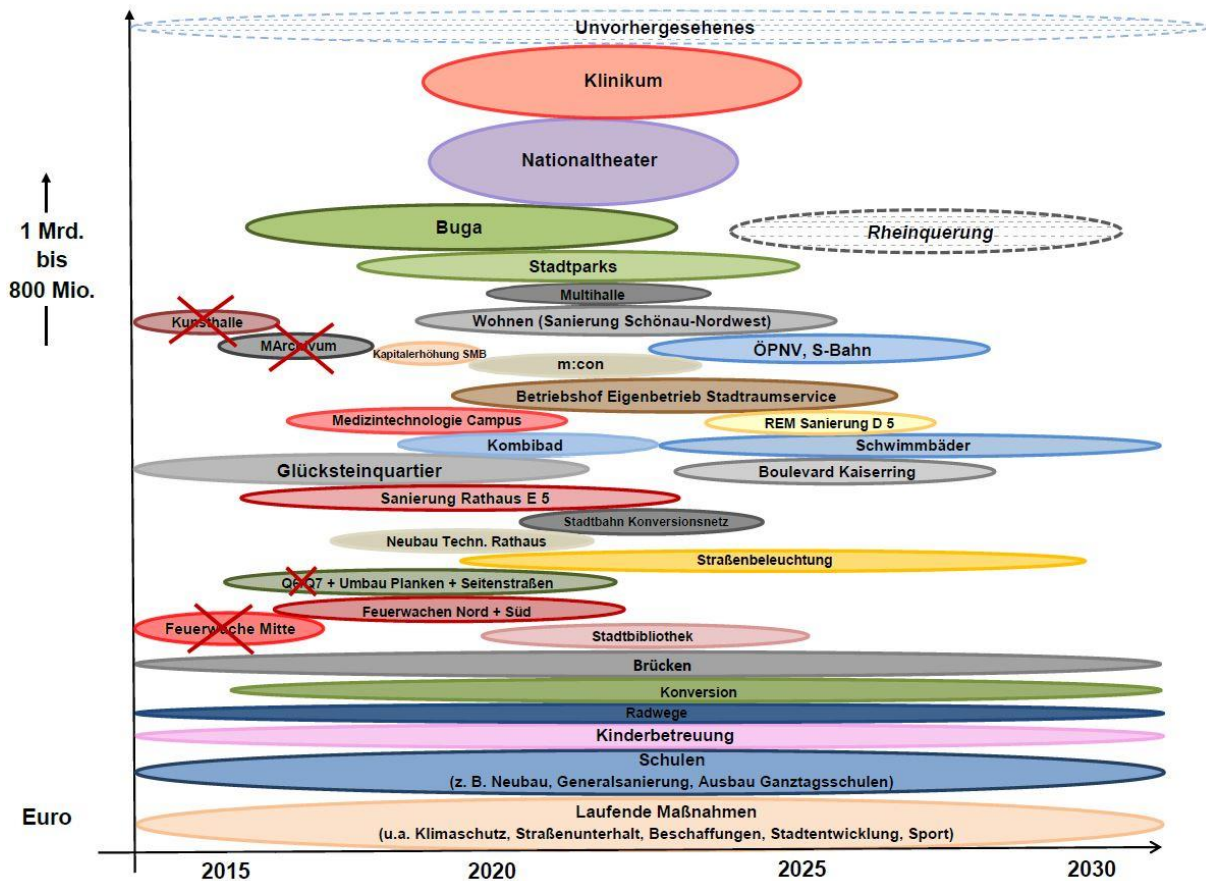 Unvorhergesehenes
Klinikum
Nationaltheater
1 Mrd.
bis
800 Mio.
Buga
Rheinquerung
Stadtparks
Multihalle
Kunsthalle
Wohnen (Sanierung Schönau-Nordwest)
MArchivum
Kapitalerhöhung SMB
ÖPNV, S-Bahn
m:con
Betriebshof Eigenbetrieb Stadtraumservice
Medizintechnologie Campus
REM Sanierung D 5
Kombibad
Schwimmbäder
Glücksteinquartier
Boulevard Kaiserring
Sanierung Rathaus E 5
Stadtbahn Konversionsnetz
Neubau Techn. Rathaus
Straßenbeleuchtung
Q6/Q7 + Umbau Planken + Seitenstraßen
Feuerwachen Nord + Süd
Feuerwache Mitte
Stadtbibliothek
Brücken
Konversion
Radwege
Kinderbetreuung
Schulen
(z. B. Neubau, Generalsanierung, Ausbau Ganztagsschulen)
Euro
Laufende Maßnahmen
(u.a. Klimaschutz, Straßenunterhalt, Beschaffungen, Stadtentwicklung, Sport)
2015 2020 2025 2030